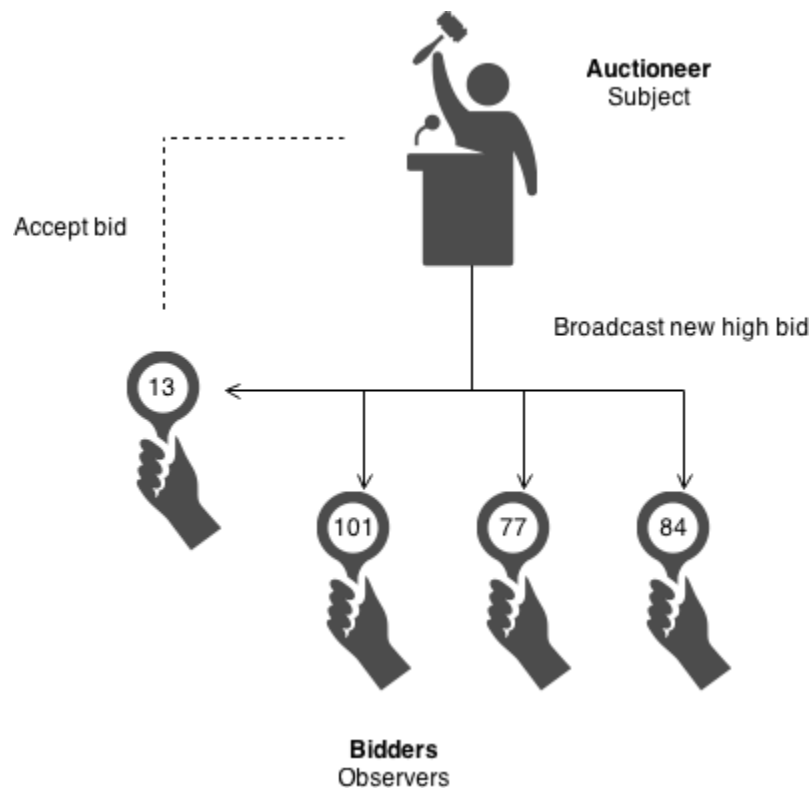 Auctioneer
Subject
Accept bid
Broadcast new high bid
13
101
77
84
Bidders
Observers